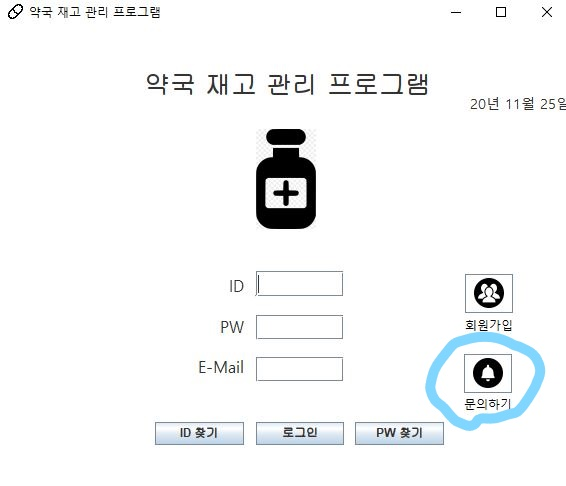 약국 재고 관리 프로그램
약국 재고 관리 프로그램
20년 11월 25일
ID
PW
회원가입
E-Mail
문의하기
ID 찾기 로그인 PW 찾기